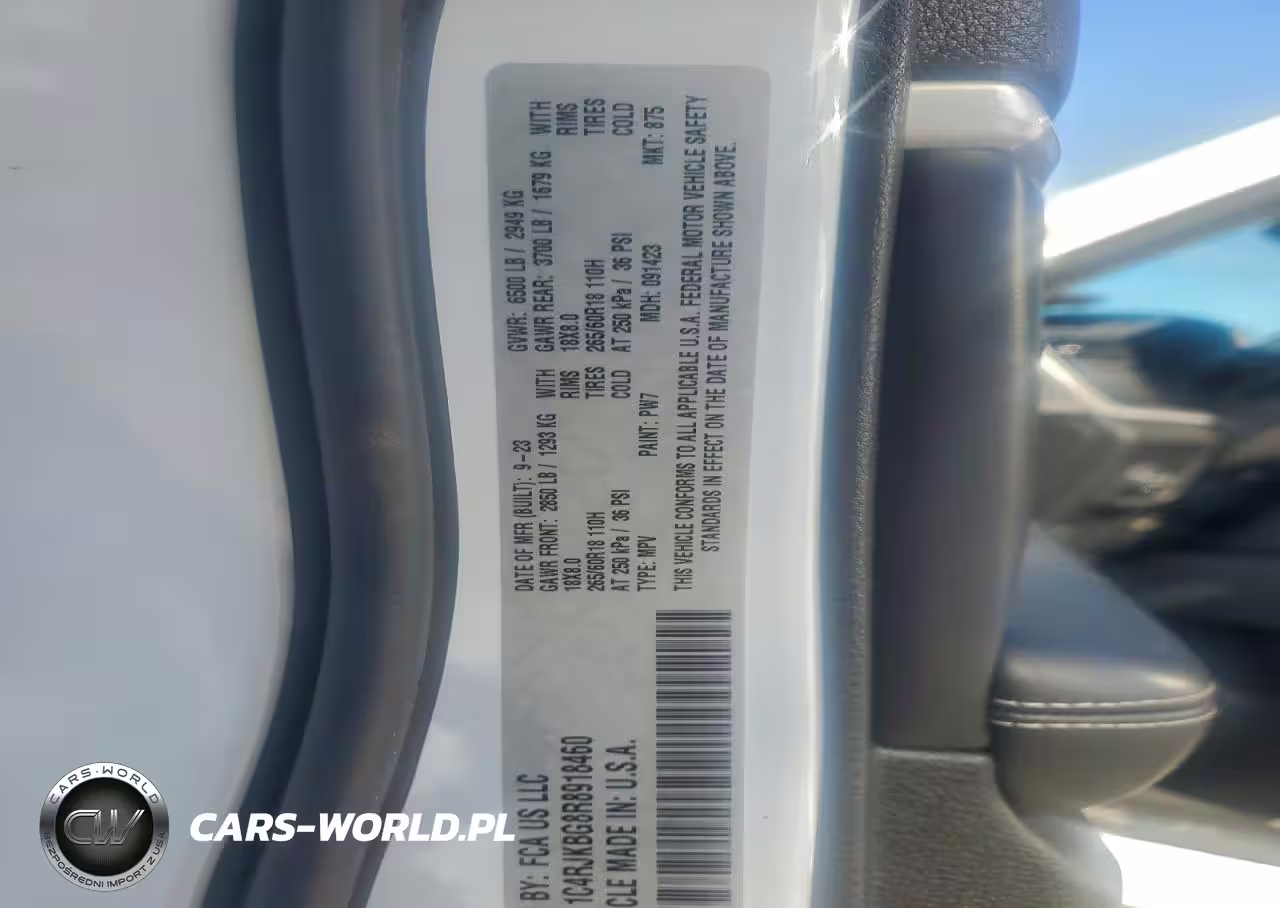 BY: FCA US LLC
DATE OF MFR (BUILT): 9-23 GVWR: 6500 LB / 2949 KG
GAWR FRONT: 2850 LB / 1293 KG WITH GAWR REAR: 3700 LB / 1679 KG WITH
18X8.0 RIMS 18X8.0 RIMS
265/60R18 110H TIRES 265/60R18 110H TIRES
AT 250 kPa / 36 PSI COLD AT 250 kPa / 36 PSI COLD
1C4RJKBG8R8918460
CLE MADE IN: U.S.A.
TYPE: MPV PAINT: PW7 MDH: 091423 MKT: 875
THIS VEHICLE CONFORMS TO ALL APPLICABLE U.S.A. FEDERAL MOTOR VEHICLE SAFETY
STANDARDS IN EFFECT ON THE DATE OF MANUFACTURE SHOWN ABOVE.
CARS-WORLD
CW
BEZPOŚREDNI IMPORT Z USA
CARS-WORLD.PL